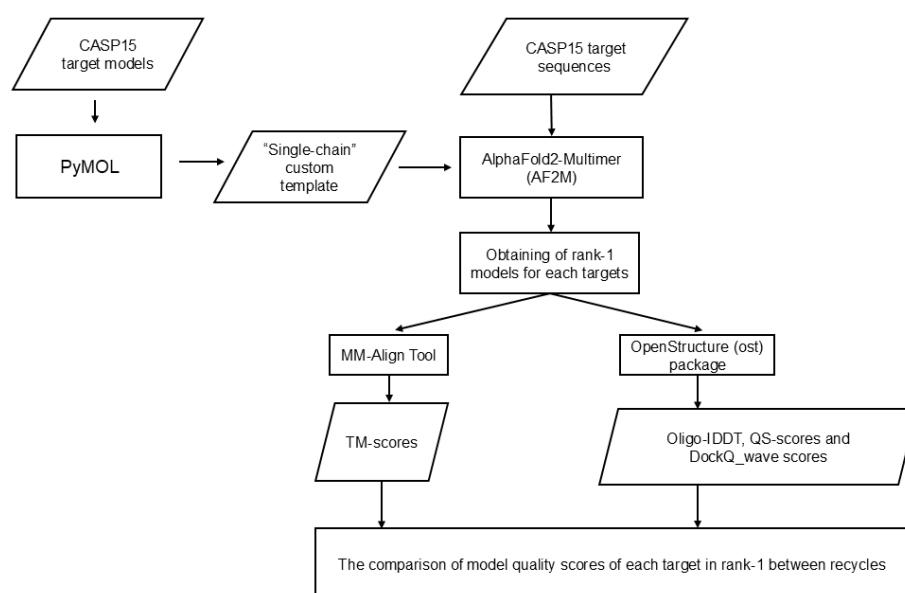 CASP15
target models
CASP15 target
sequences
PyMOL
“Single-chain”
custom
template
AlphaFold2-Multimer
(AF2M)
Obtaining of rank-1
models for each targets
MM-Align Tool
OpenStructure (ost)
package
TM-scores
Oligo-IDDT, QS-scores and
DockQ_wave scores
The comparison of model quality scores of each target in rank-1 between recycles